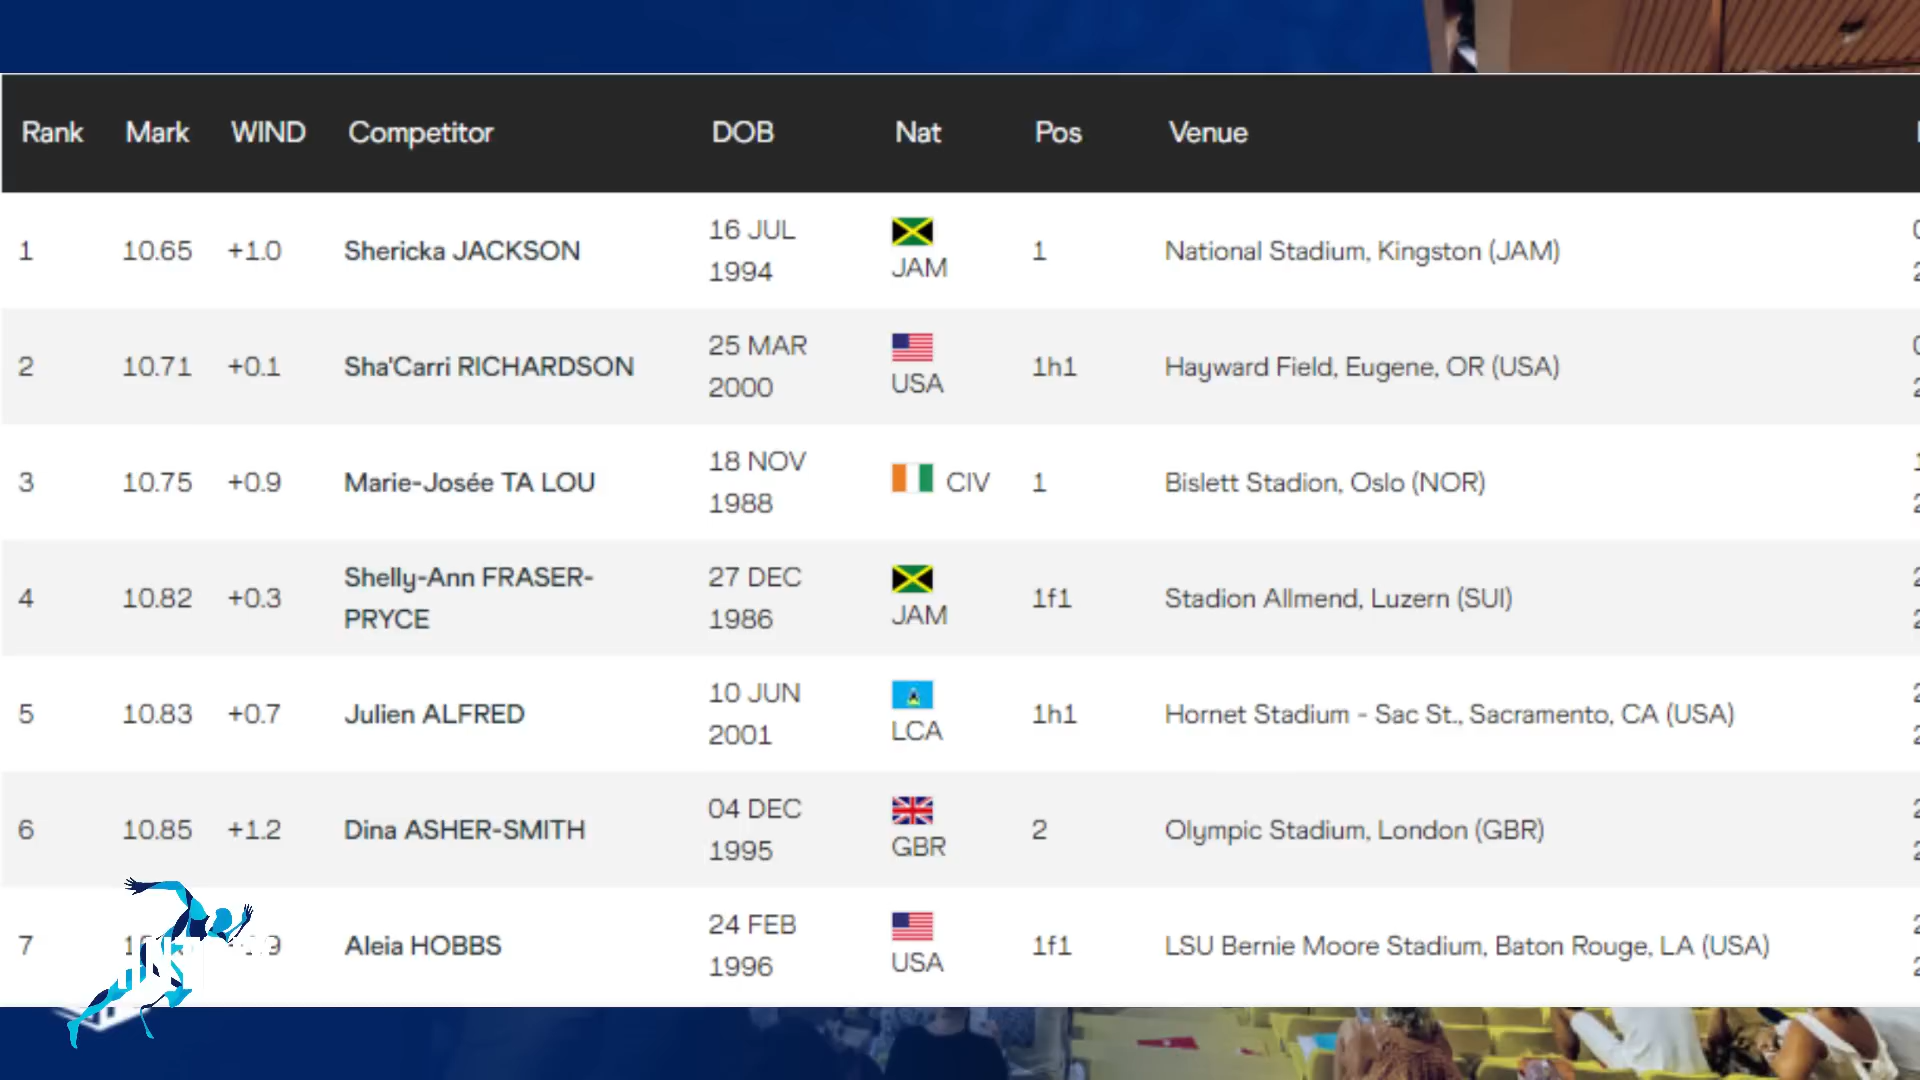 Rank Mark WIND Competitor DOB Nat Pos Venue
1 10.65 +1.0 Shericka JACKSON 16 JUL 1994 JAM 1 National Stadium, Kingston (JAM)
2 10.71 +0.1 Sha'Carri RICHARDSON 25 MAR 2000 USA 1h1 Hayward Field, Eugene, OR (USA)
3 10.75 +0.9 Marie-Josée TA LOU 18 NOV 1988 CIV 1 Bislett Stadion, Oslo (NOR)
4 10.82 +0.3 Shelly-Ann FRASER-PRYCE 27 DEC 1986 JAM 1f1 Stadion Allmend, Luzern (SUI)
5 10.83 +0.7 Julien ALFRED 10 JUN 2001 LCA 1h1 Hornet Stadium - Sac St., Sacramento, CA (USA)
6 10.85 +1.2 Dina ASHER-SMITH 04 DEC 1995 GBR 2 Olympic Stadium, London (GBR)
7 Aleia HOBBS 24 FEB 1996 USA 1f1 LSU Bernie Moore Stadium, Baton Rouge, LA (USA)